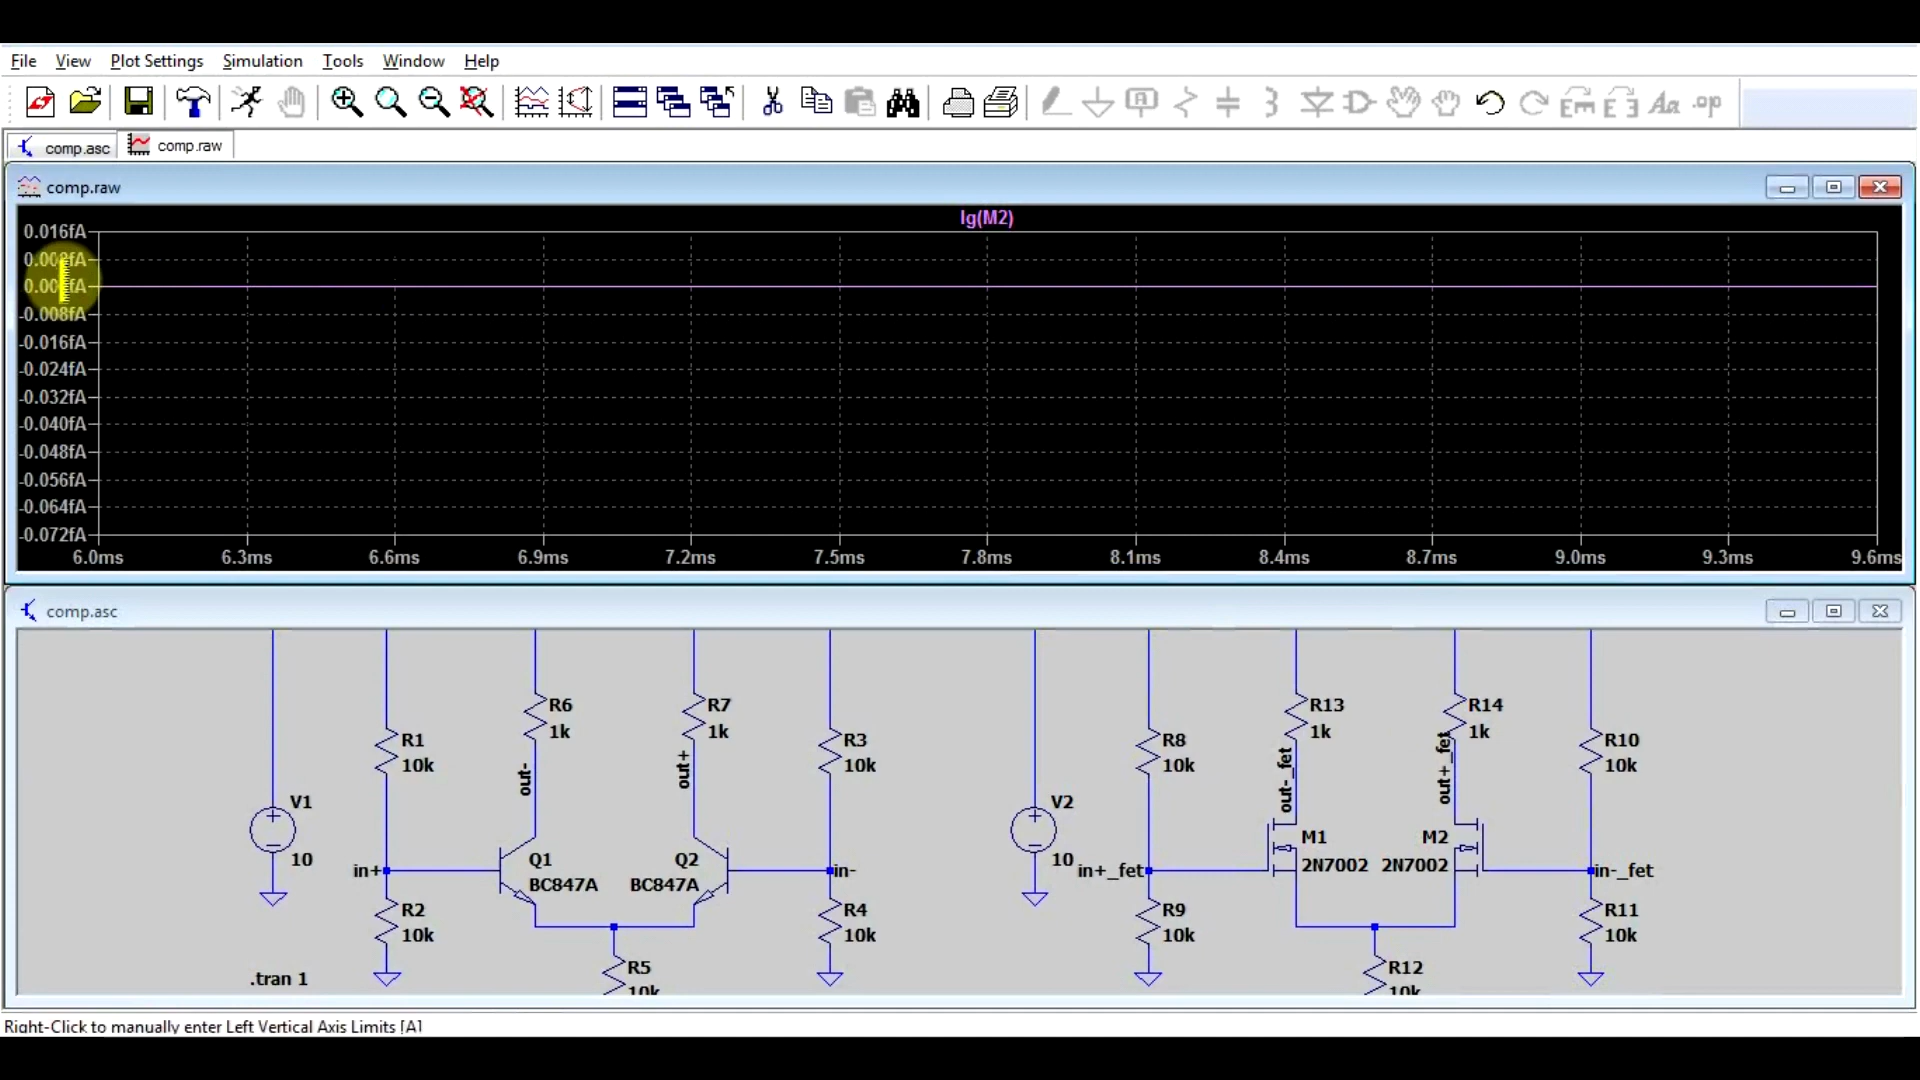 File View Plot Settings Simulation Tools Window Help
comp.asc comp.raw
comp.raw
Ig(M2)
0.016fA
0.008fA
0.000fA
-0.008fA
-0.016fA
-0.024fA
-0.032fA
-0.040fA
-0.048fA
-0.056fA
-0.064fA
-0.072fA
6.0ms 6.3ms 6.6ms 6.9ms 7.2ms 7.5ms 7.8ms 8.1ms 8.4ms 8.7ms 9.0ms 9.3ms 9.6ms
comp.asc
R6 R7 R13 R14
1k 1k 1k 1k
R1 R3 R8 R10
10k 10k 10k 10k
out- out+ out-_fet out+_fet
V1 V2
10 10
Q1 Q2 M1 M2
BC847A BC847A 2N7002 2N7002
in+ in- in+_fet in-_fet
R2 R4 R9 R11
10k 10k 10k 10k
R5 R12
10k 10k
.tran 1
Right-Click to manually enter Left Vertical Axis Limits [A]